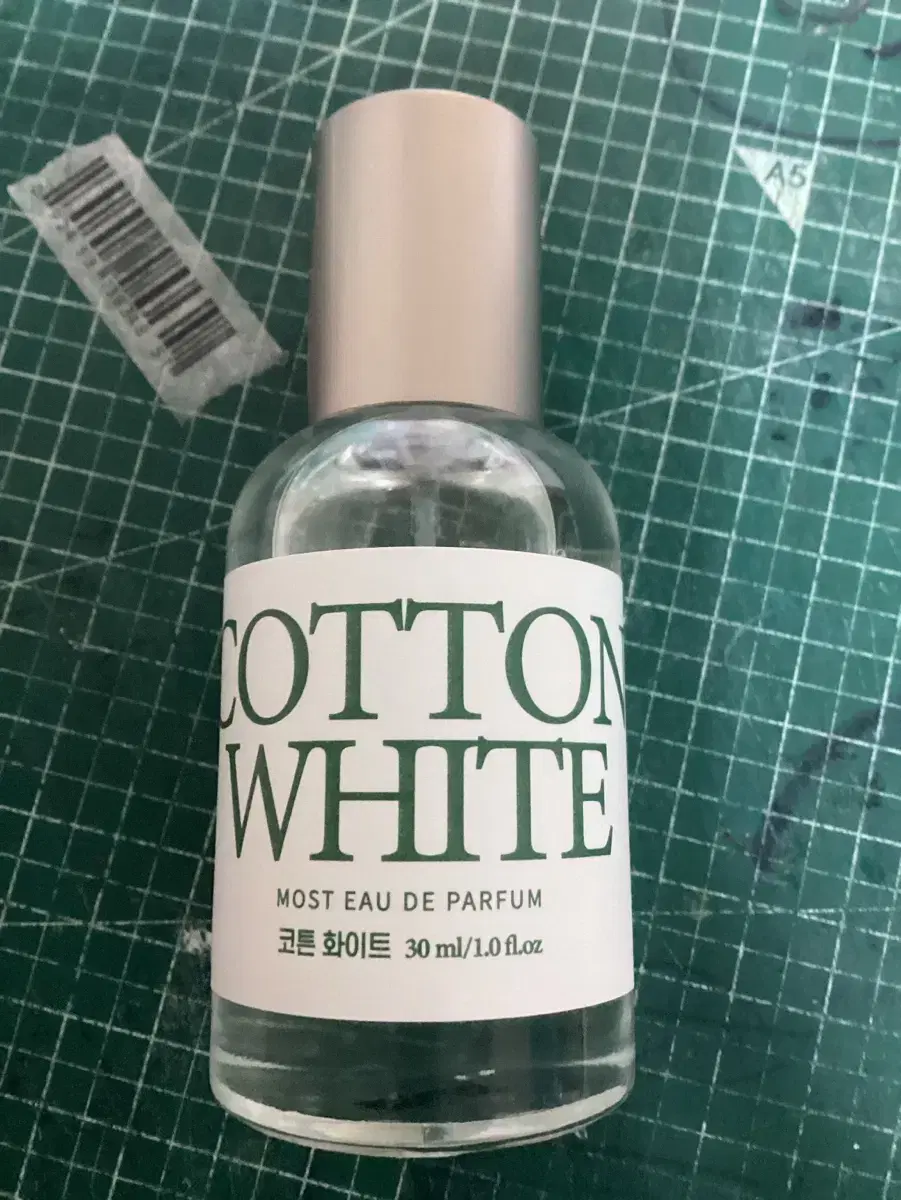 A5
COTTON
WHITE
MOST EAU DE PARFUM
코튼 화이트 30 ml/1.0 fl.oz